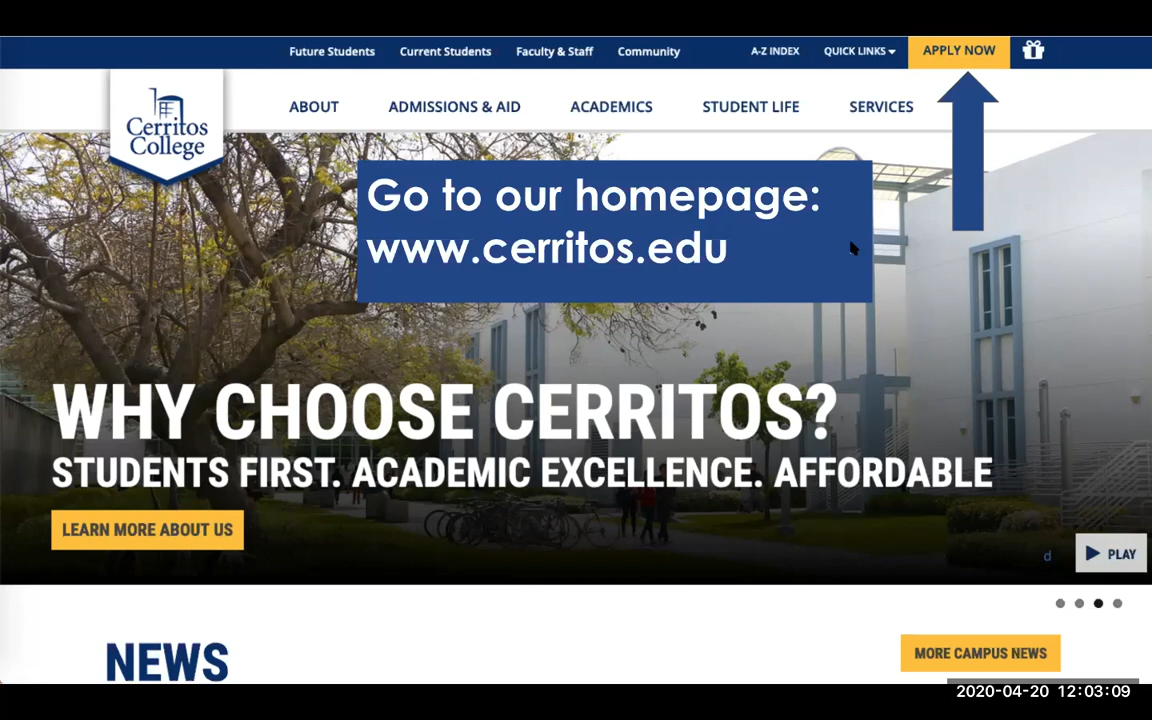 Future Students Current Students Faculty & Staff Community A-Z INDEX QUICK LINKS APPLY NOW
Cerritos
College
ABOUT ADMISSIONS & AID ACADEMICS STUDENT LIFE SERVICES
Go to our homepage:
www.cerritos.edu
WHY CHOOSE CERRITOS?
STUDENTS FIRST. ACADEMIC EXCELLENCE. AFFORDABLE
LEARN MORE ABOUT US
d
PLAY
NEWS
MORE CAMPUS NEWS
2020-04-20 12:03:09